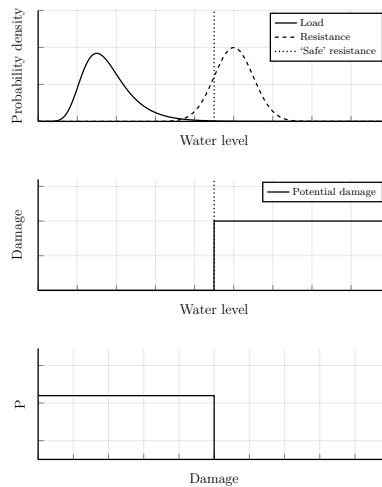 Probability density
Load
Resistance
‘Safe’ resistance
Water level
Damage
Potential damage
Water level
P
Damage